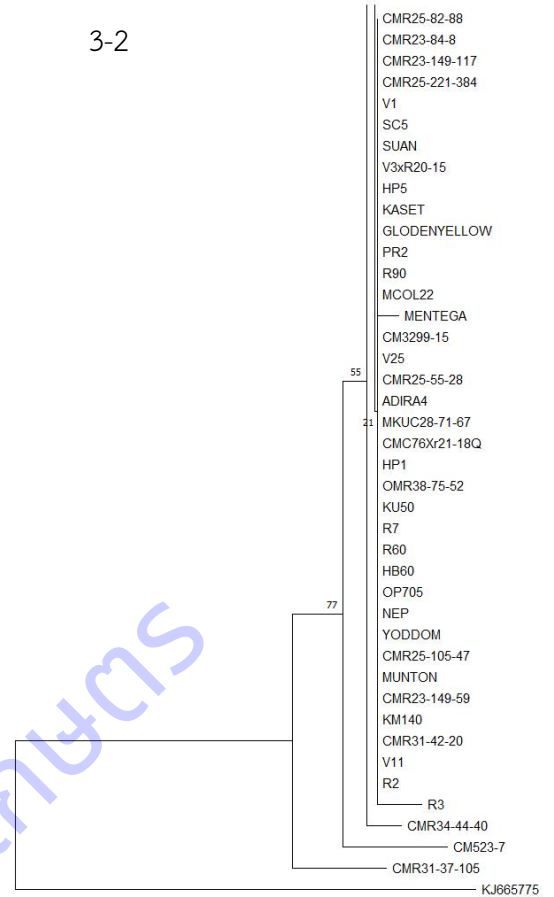 3-2
CMR25-82-88
CMR23-84-8
CMR23-149-117
CMR25-221-384
V1
SC5
SUAN
V3xR20-15
HP5
KASET
GLODENYELLOW
PR2
R90
MCOL22
MENTEGA
CM3299-15
V25
55
CMR25-55-28
ADIRA4
21
MKUC28-71-67
CMC76Xr21-18Q
HP1
OMR38-75-52
KU50
R7
R60
HB60
OP705
77
NEP
YODDOM
CMR25-105-47
MUNTON
CMR23-149-59
KM140
CMR31-42-20
V11
R2
R3
CMR34-44-40
CM523-7
CMR31-37-105
KJ665775